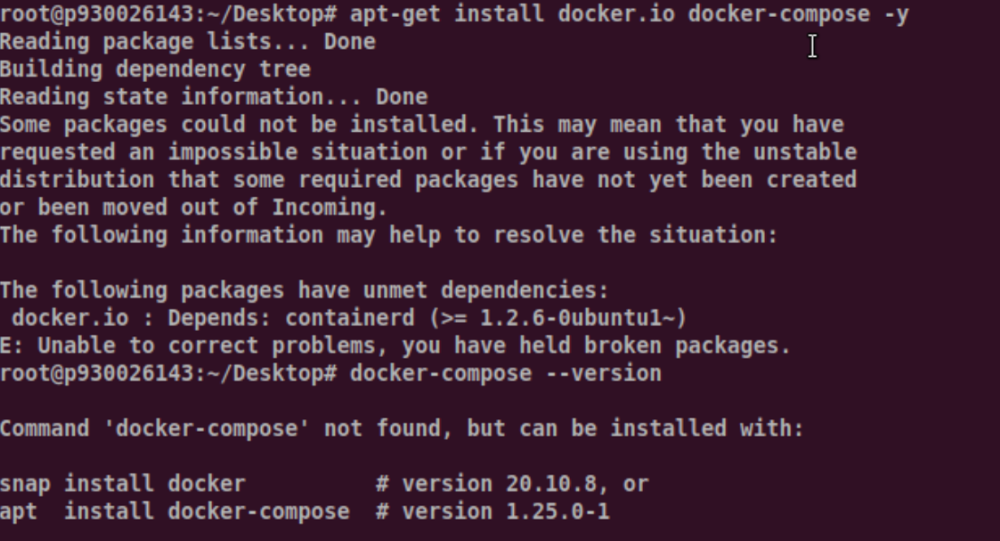 root@p930026143:~/Desktop# apt-get install docker.io docker-compose -y
Reading package lists... Done
Building dependency tree
Reading state information... Done
Some packages could not be installed. This may mean that you have
requested an impossible situation or if you are using the unstable
distribution that some required packages have not yet been created
or been moved out of Incoming.
The following information may help to resolve the situation:

The following packages have unmet dependencies:
 docker.io : Depends: containerd (>= 1.2.6-0ubuntu1~)
E: Unable to correct problems, you have held broken packages.
root@p930026143:~/Desktop# docker-compose --version

Command 'docker-compose' not found, but can be installed with:

snap install docker          # version 20.10.8, or
apt  install docker-compose  # version 1.25.0-1